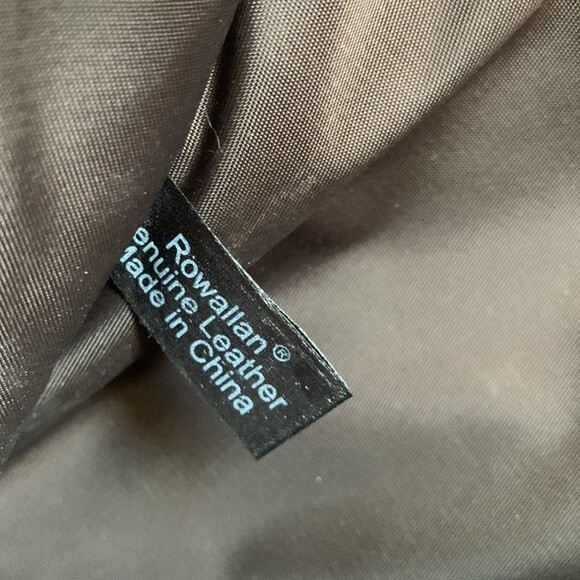 Rowallan ®
enuine Leather
Made in China